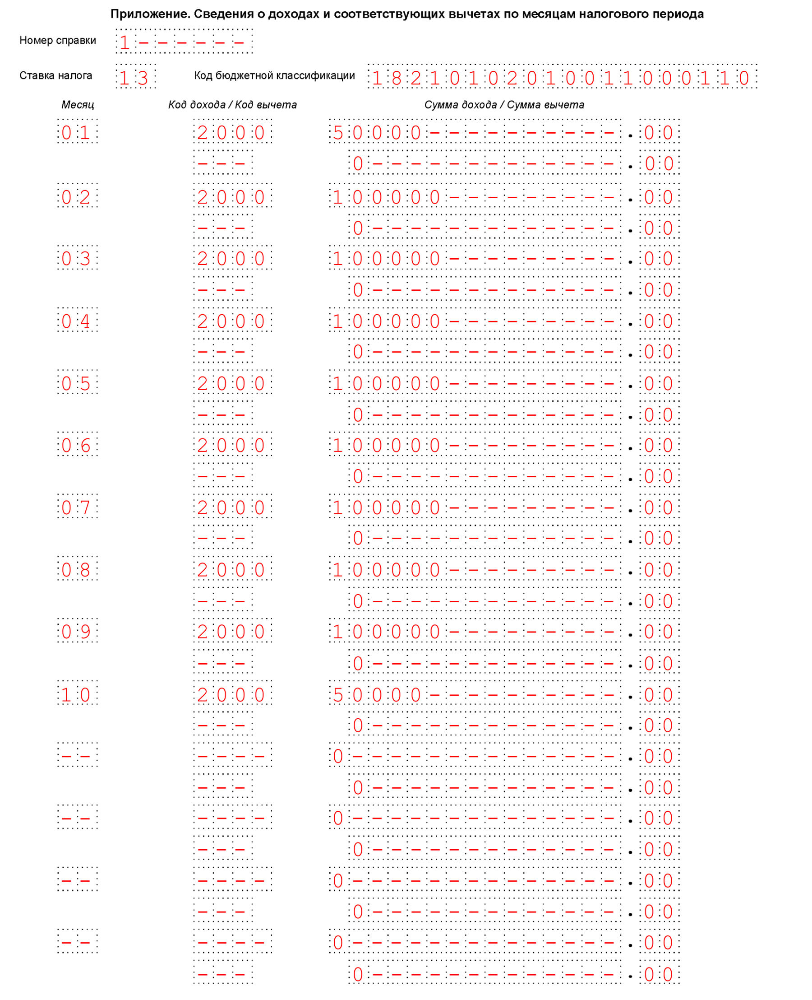 Приложение. Сведения о доходах и соответствующих вычетах по месяцам налогового периода
Номер справки 1------
Ставка налога 13 Код бюджетной классификации 18210102010011000110
Месяц Код дохода / Код вычета Сумма дохода / Сумма вычета
01 2000 50000----------.00
--- 0-------------.00
02 2000 100000---------.00
--- 0-------------.00
03 2000 100000---------.00
--- 0-------------.00
04 2000 100000---------.00
--- 0-------------.00
05 2000 100000---------.00
--- 0-------------.00
06 2000 100000---------.00
--- 0-------------.00
07 2000 100000---------.00
--- 0-------------.00
08 2000 100000---------.00
--- 0-------------.00
09 2000 100000---------.00
--- 0-------------.00
10 2000 50000----------.00
--- 0-------------.00
-- ---- 0--------------.00
--- 0-------------.00
-- ---- 0--------------.00
--- 0-------------.00
-- ---- 0--------------.00
--- 0-------------.00
-- ---- 0--------------.00
--- 0-------------.00